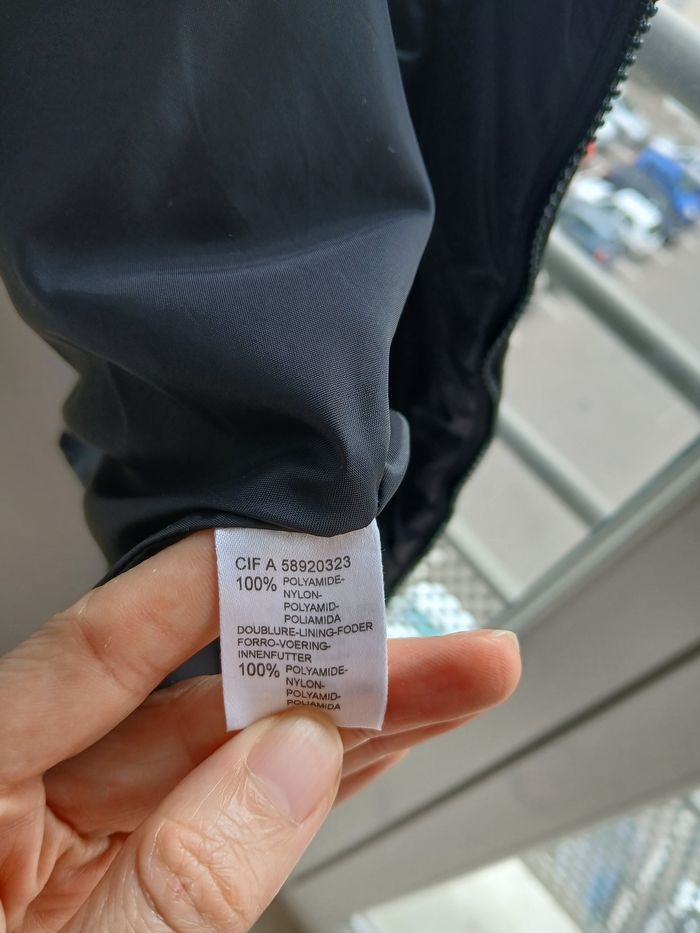 CIF A 58920323
100% POLYAMIDE-
NYLON-
POLYAMID-
POLIAMIDA
DOUBLURE-LINING-FODER
FORRO-VOERING-
INNENFUTTER
100% POLYAMIDE-
NYLON-
POLYAMID-
POLIAMIDA